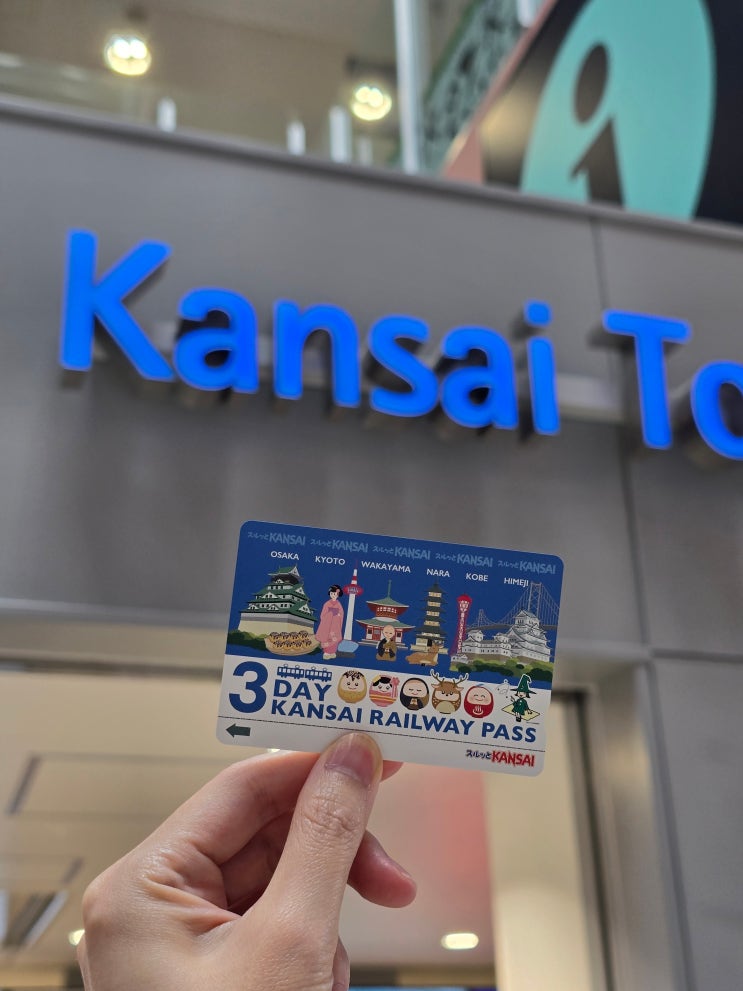 i
Kansai To
スルッとKANSAI スルッとKANSAI スルッとKANSAI スルッとKANSAI スルッとKANSAI
OSAKA KYOTO WAKAYAMA NARA KOBE HIMEJI
3 DAY
KANSAI RAILWAY PASS
スルッとKANSAI